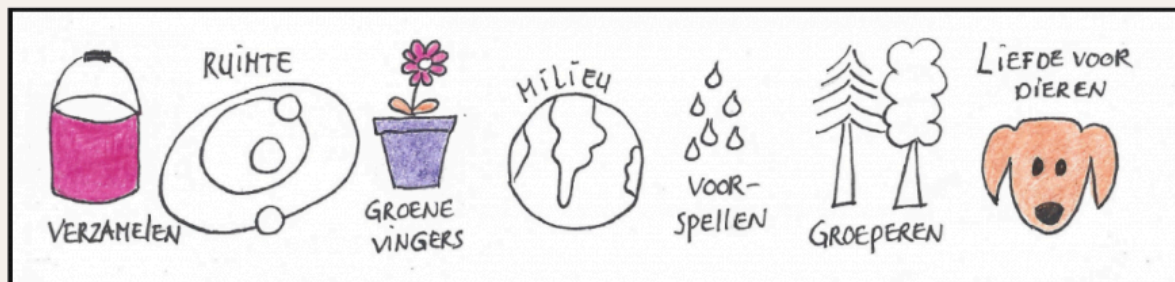 VERZAMELEN
RUIMTE
GROENE
VINGERS
MILIEU
VOOR-
SPELLEN
GROEPEREN
LIEFDE VOOR
DIEREN